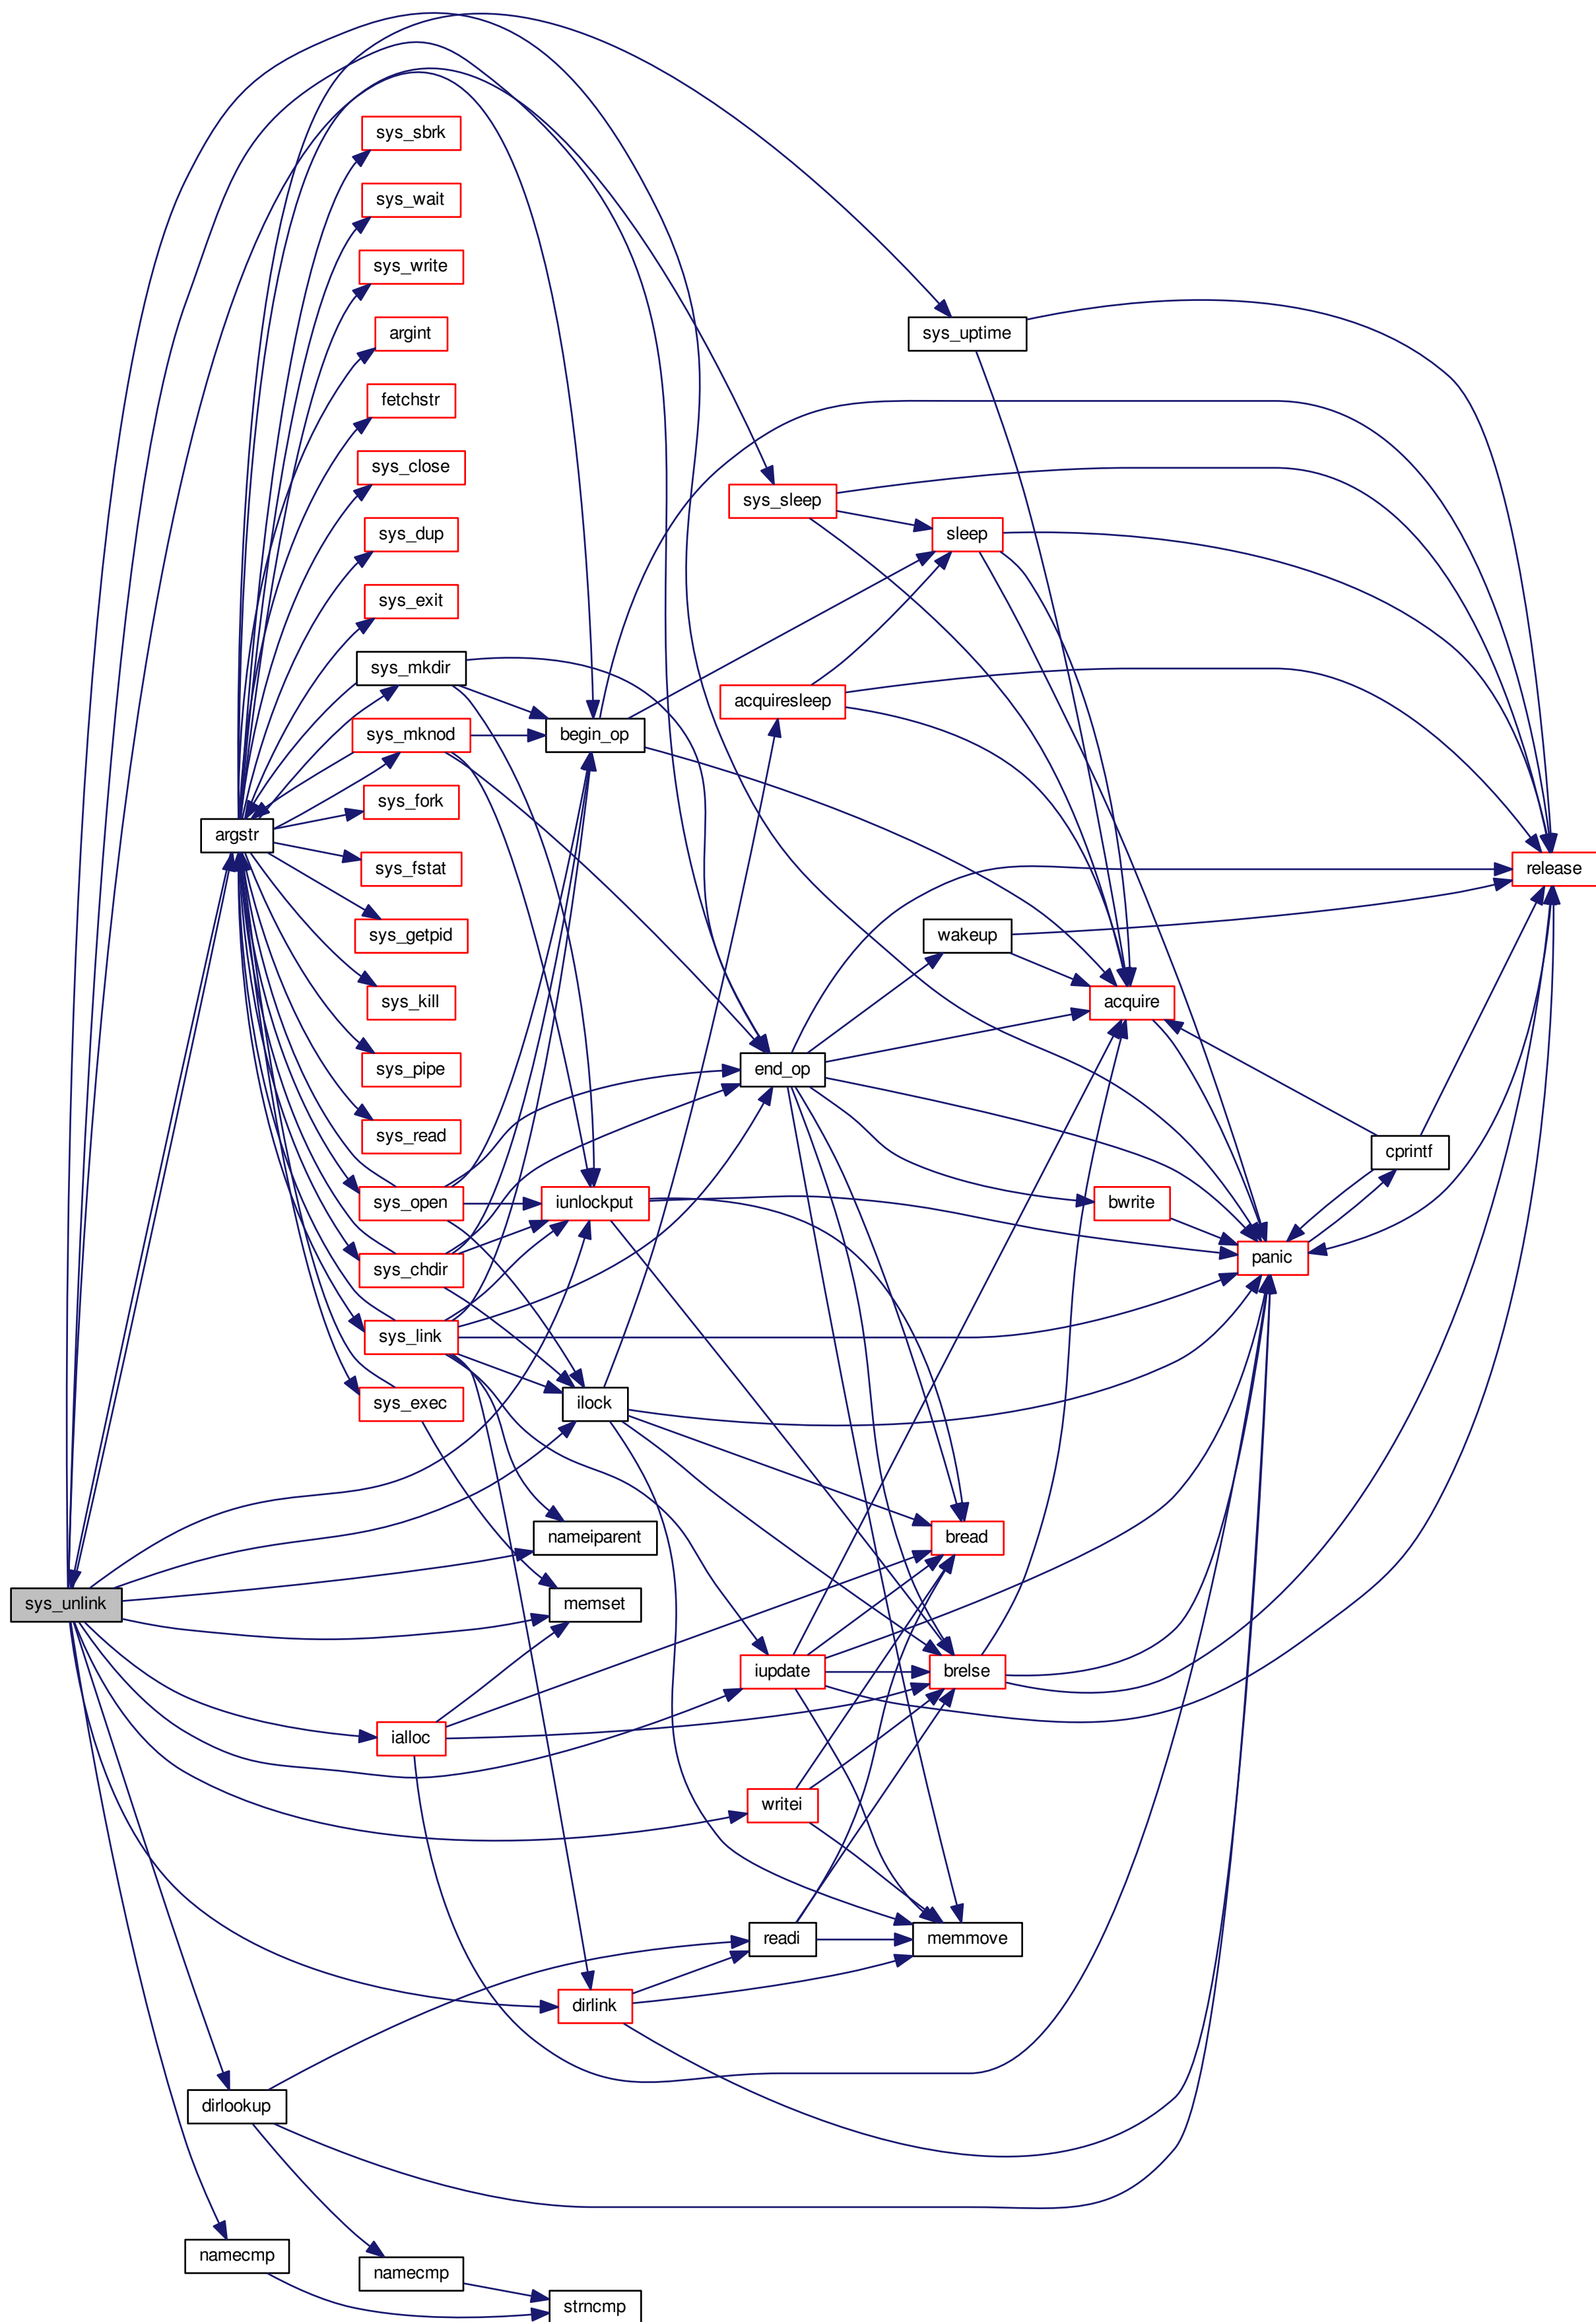 sys_sbrk
sys_wait
sys_write
argint
sys_uptime
fetchstr
sys_close
sys_sleep
sys_dup
sleep
sys_exit
sys_mkdir
acquiresleep
sys_mknod
begin_op
sys_fork
argstr
sys_fstat
release
sys_getpid
wakeup
sys_kill
acquire
sys_pipe
end_op
sys_read
cprintf
sys_open
iunlockput
bwrite
sys_chdir
panic
sys_link
sys_exec
ilock
nameiparent
bread
sys_unlink
memset
iupdate
brelse
ialloc
writei
readi
memmove
dirlink
dirlookup
namecmp
namecmp
strncmp